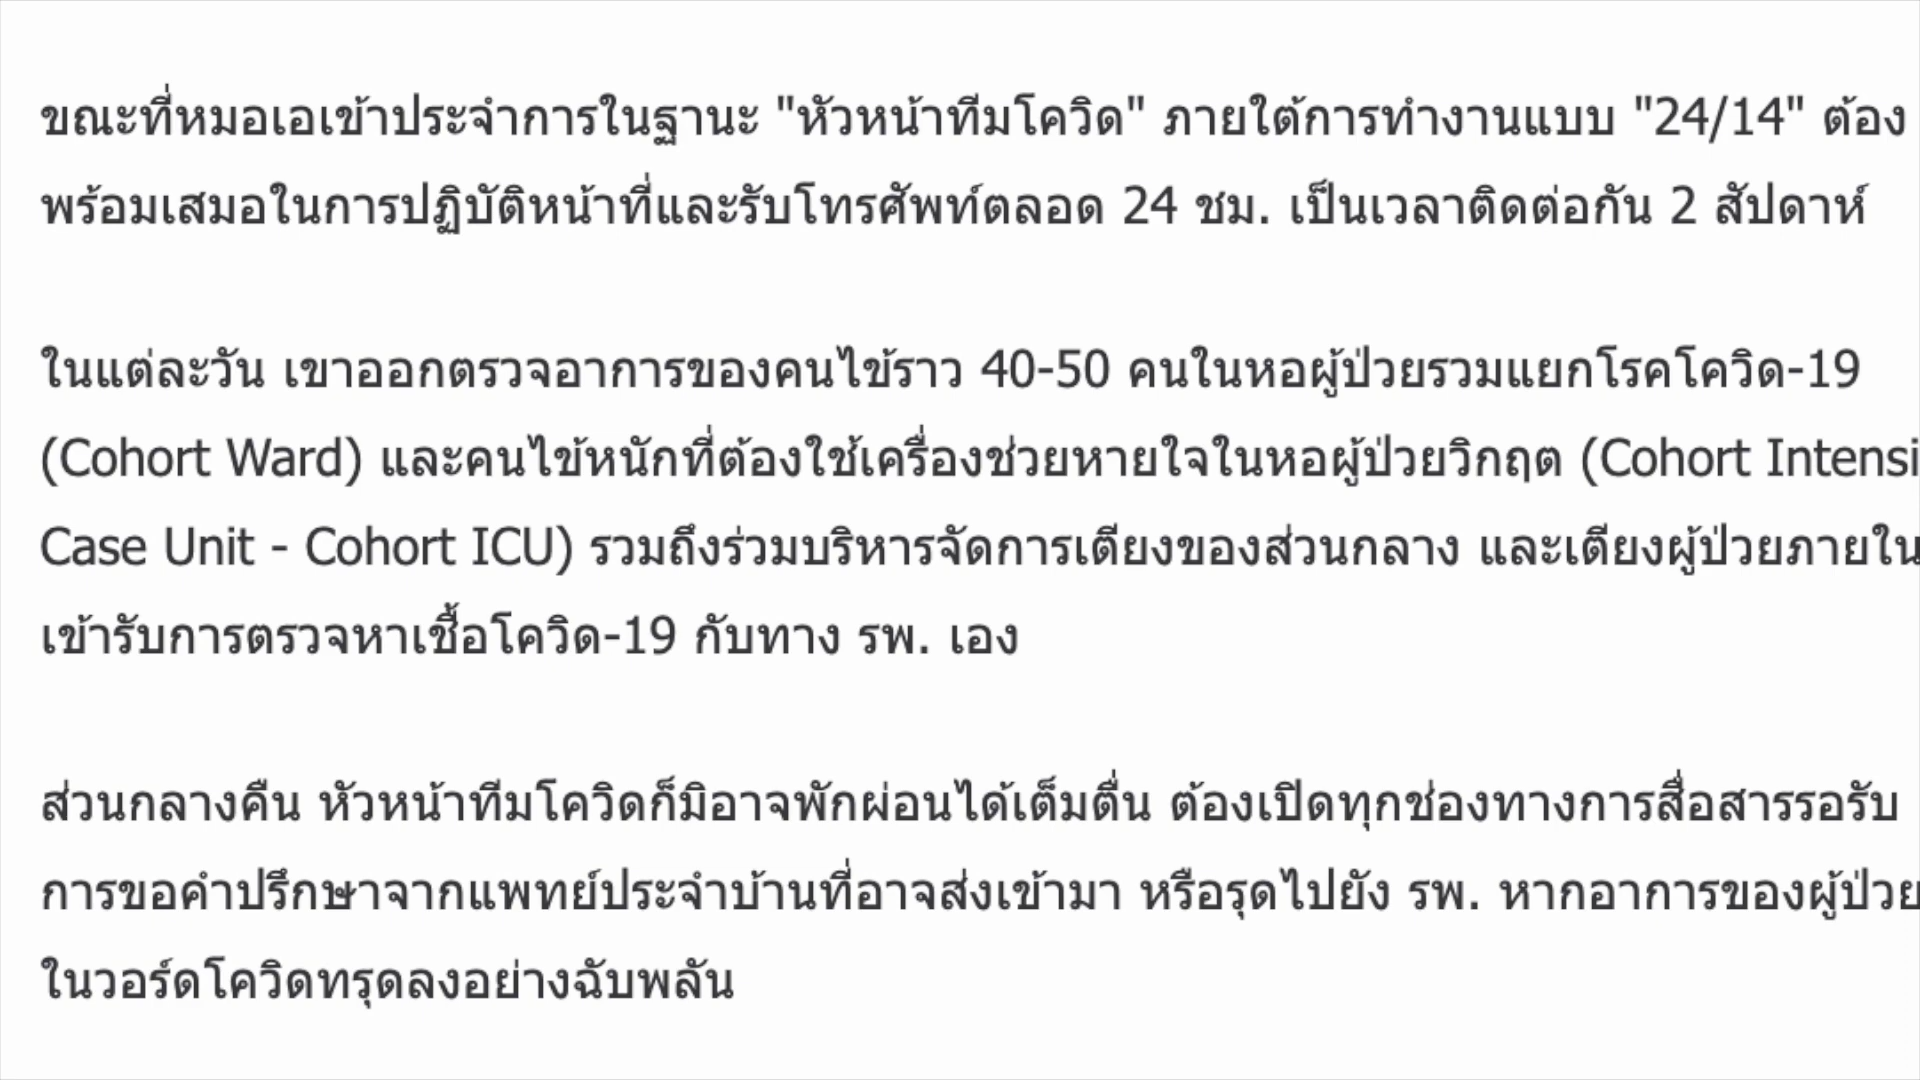 ขณะที่หมอเอเข้าประจำการในฐานะ "หัวหน้าทีมโควิด" ภายใต้การทำงานแบบ "24/14" ต้อง
พร้อมเสมอในการปฏิบัติหน้าที่และรับโทรศัพท์ตลอด 24 ชม. เป็นเวลาติดต่อกัน 2 สัปดาห์
ในแต่ละวัน เขาออกตรวจอาการของคนไข้ราว 40-50 คนในหอผู้ป่วยรวมแยกโรคโควิด-19
(Cohort Ward) และคนไข้หนักที่ต้องใช้เครื่องช่วยหายใจในหอผู้ป่วยวิกฤต (Cohort Intensi
Case Unit - Cohort ICU) รวมถึงร่วมบริหารจัดการเตียงของส่วนกลาง และเตียงผู้ป่วยภายใน
เข้ารับการตรวจหาเชื้อโควิด-19 กับทาง รพ. เอง
ส่วนกลางคืน หัวหน้าทีมโควิดก็มิอาจพักผ่อนได้เต็มตื่น ต้องเปิดทุกช่องทางการสื่อสารรอรับ
การขอคำปรึกษาจากแพทย์ประจำบ้านที่อาจส่งเข้ามา หรือรุดไปยัง รพ. หากอาการของผู้ป่วย
ในวอร์ดโควิดทรุดลงอย่างฉับพลัน